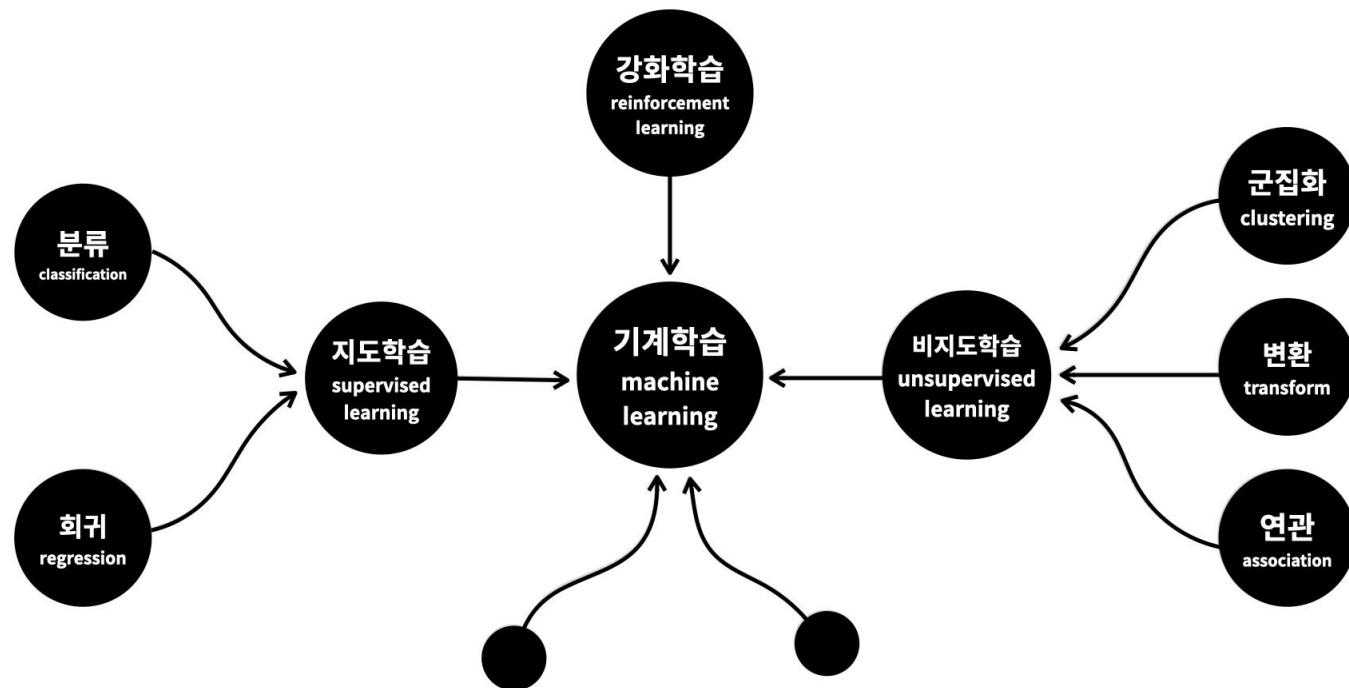 강화학습
reinforcement
learning
군집화
clustering
분류
classification
지도학습
supervised
learning
기계학습
machine
learning
비지도학습
unsupervised
learning
변환
transform
회귀
regression
연관
association